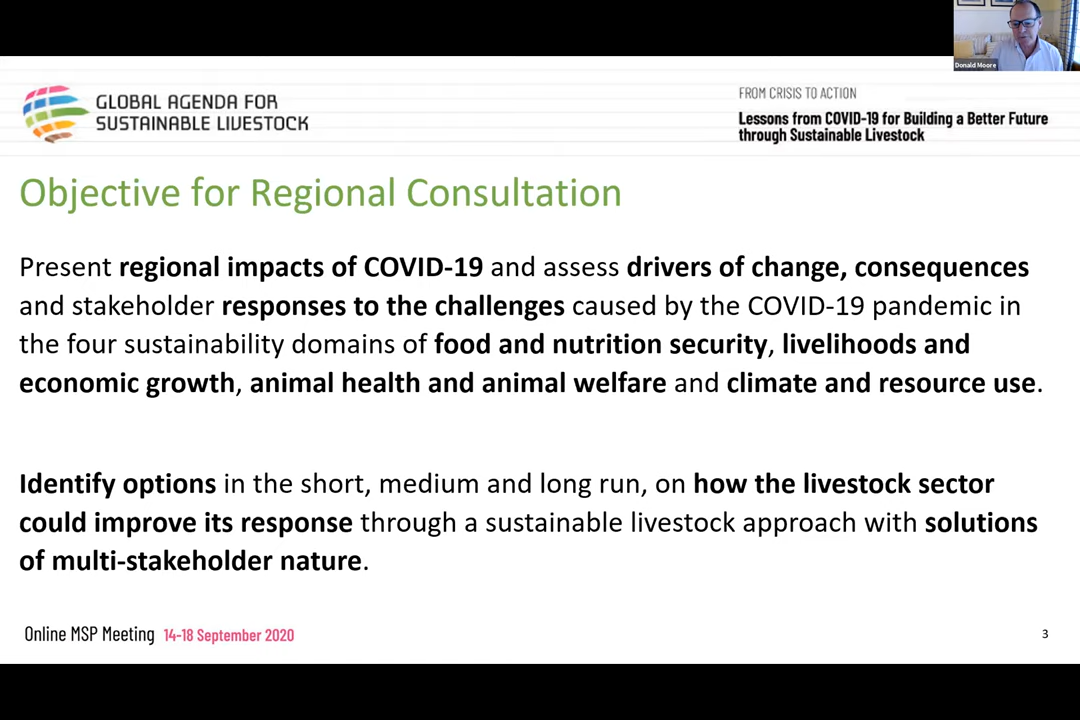 Donald Moore
GLOBAL AGENDA FOR
SUSTAINABLE LIVESTOCK
FROM CRISIS TO ACTION
Lessons from COVID-19 for Building a Better Future
through Sustainable Livestock
Objective for Regional Consultation
Present regional impacts of COVID-19 and assess drivers of change, consequences
and stakeholder responses to the challenges caused by the COVID-19 pandemic in
the four sustainability domains of food and nutrition security, livelihoods and
economic growth, animal health and animal welfare and climate and resource use.
Identify options in the short, medium and long run, on how the livestock sector
could improve its response through a sustainable livestock approach with solutions
of multi-stakeholder nature.
Online MSP Meeting 14-18 September 2020
3